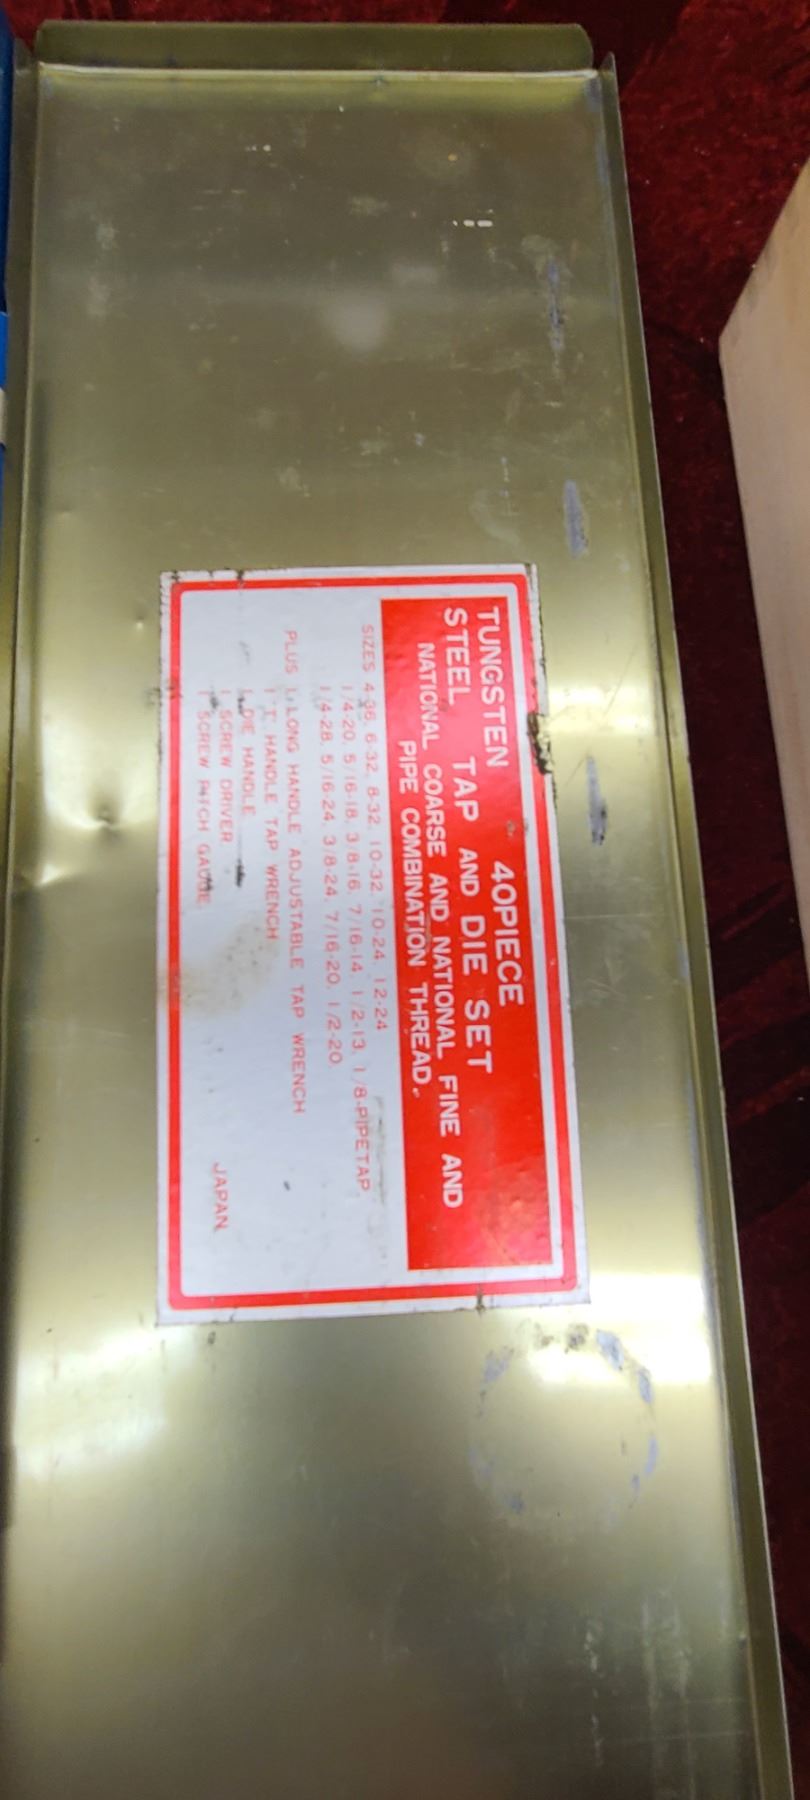 40PIECE
TUNGSTEN
STEEL TAP AND DIE SET
NATIONAL COARSE AND NATIONAL FINE AND
PIPE COMBINATION THREAD.
SIZES 4-36, 6-32, 8-32, 10-32, 10-24, 12-24
1/4-20, 5/16-18, 3/8-16, 7/16-14, 1/2-13, 1/8-PIPETAP
1/4-28, 5/16-24, 3/8-24, 7/16-20, 1/2-20,
PLUS 1 LONG HANDLE ADJUSTABLE TAP WRENCH
1 T HANDLE TAP WRENCH
1 DIE HANDLE
1 SCREW DRIVER
1 SCREW PITCH GAUGE
JAPAN